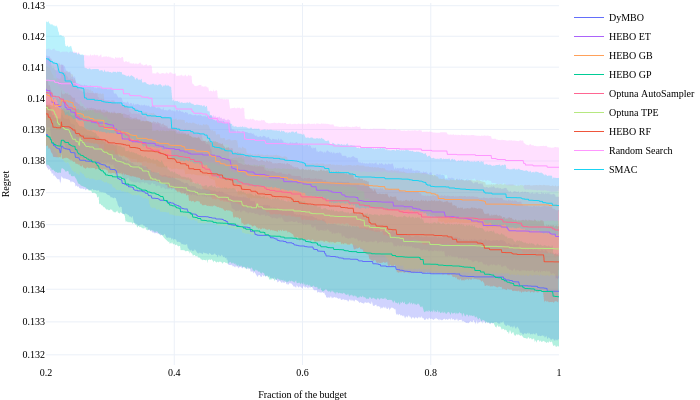 0.143
0.142
0.141
0.14
0.139
0.138
0.137
0.136
0.135
0.134
0.133
0.132
Regret
0.2
0.4
0.6
0.8
1
Fraction of the budget
DyMBO
HEBO ET
HEBO GB
HEBO GP
Optuna AutoSampler
Optuna TPE
HEBO RF
Random Search
SMAC